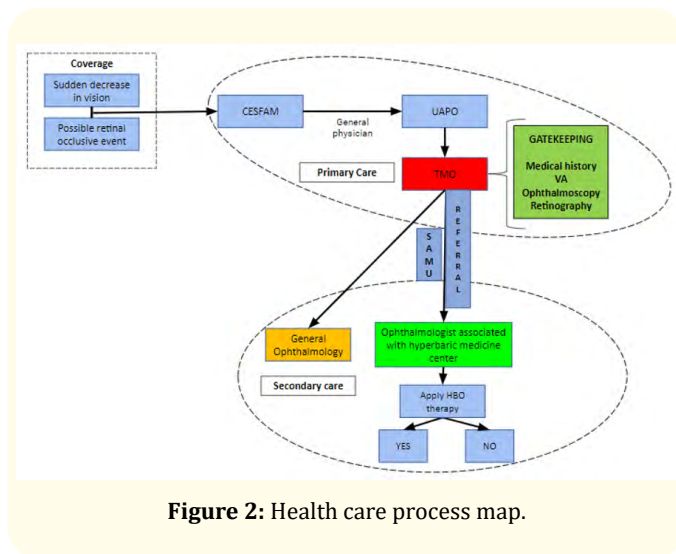 Coverage
Sudden decrease
in vision
Possible retinal
occlusive event
CESFAM
General
physician
UAPO
Primary Care
TMO
GATEKEEPING
Medical history
VA
Ophthalmoscopy
Retinography
SAMU
REFERRAL
General
Ophthalmology
Ophthalmologist associated
with hyperbaric medicine
center
Secondary care
Apply HBO
therapy
YES
NO
Figure 2: Health care process map.